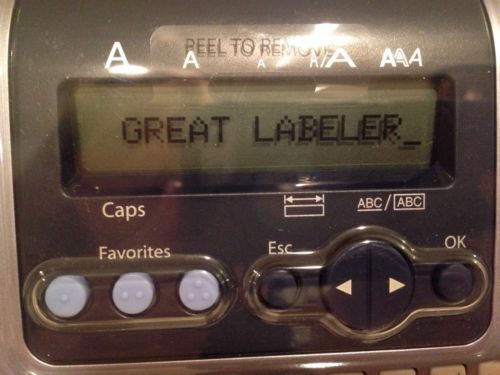 PEEL TO REMOVE
A A A A/A AAA
GREAT LABELER_
Caps ABC/ABC
Favorites Esc OK